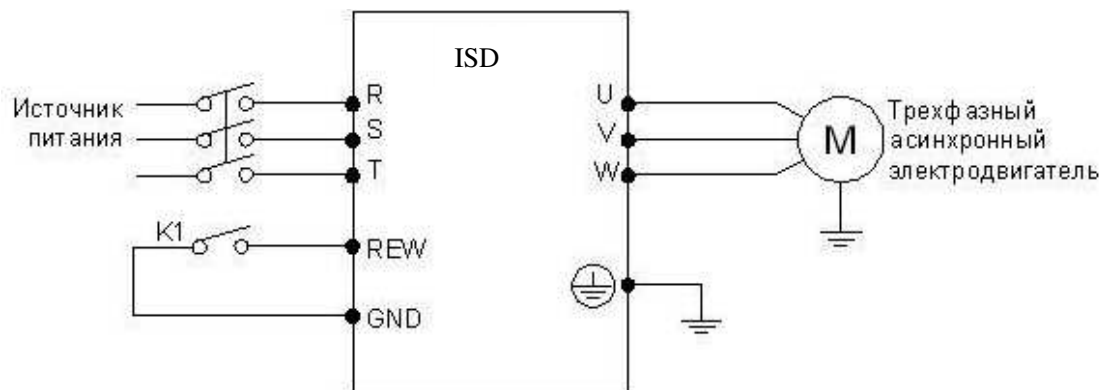 ISD
Источник
питания
R
S
T
K1
REW
GND
U
V
W
M
Трехфазный
асинхронный
электродвигатель